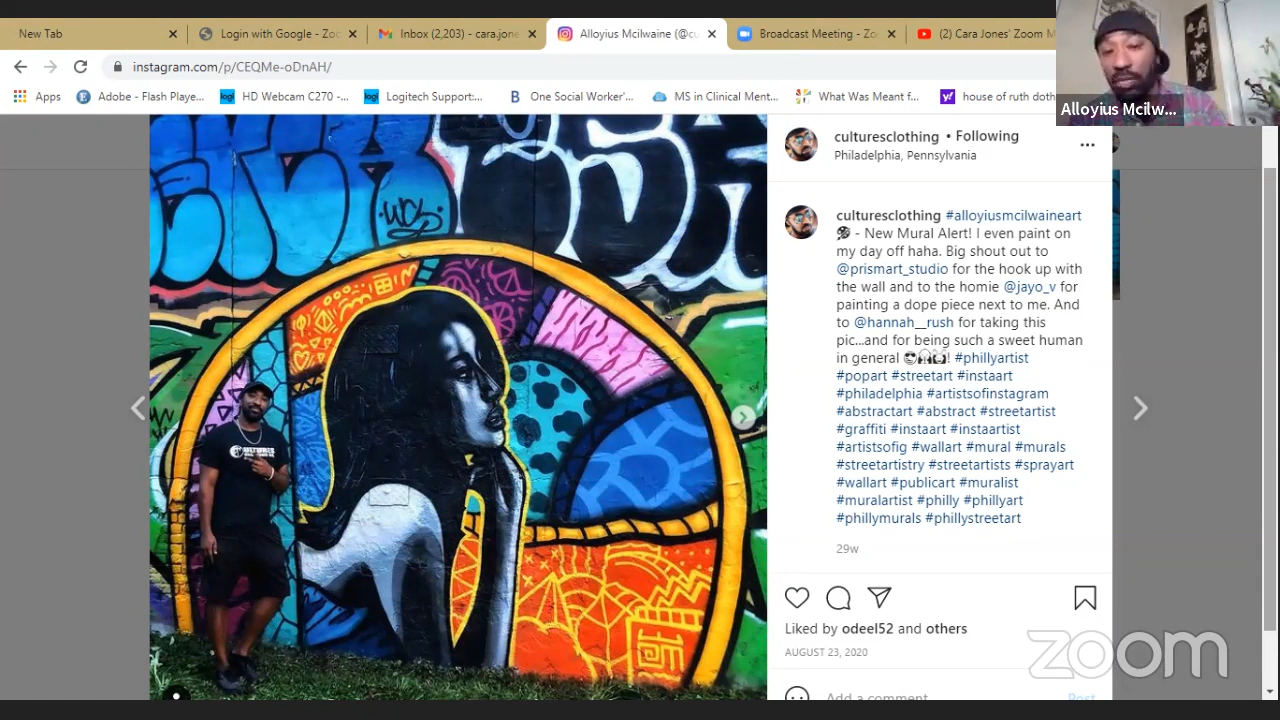 New Tab
Login with Google - Zoo
Inbox (2,203) - cara.jone
Alloyius Mcilwaine (@cu
Broadcast Meeting - Zo
(2) Cara Jones' Zoom M
instagram.com/p/CEQMe-oDnAH/
Apps
Adobe - Flash Playe...
HD Webcam C270 -...
Logitech Support:...
One Social Worker'...
MS in Clinical Ment...
What Was Meant f...
house of ruth doth
Alloyius Mcilw...
culturesclothing • Following
Philadelphia, Pennsylvania
culturesclothing #alloyiusmcilwaineart
- New Mural Alert! I even paint on
my day off haha. Big shout out to
@prismart_studio for the hook up with
the wall and to the homie @jayo_v for
painting a dope piece next to me. And
to @hannah__rush for taking this
pic...and for being such a sweet human
in general ! #phillyartist
#popart #streetart #instaart
#philadelphia #artistsofinstagram
#abstractart #abstract #streetartist
#graffiti #instaart #instaartist
#artistsofig #wallart #mural #murals
#streetartistry #streetartists #sprayart
#wallart #publicart #muralist
#muralartist #philly #phillyart
#phillymurals #phillystreetart
29w
Liked by odeel52 and others
AUGUST 23, 2020
Add a comment
Post
zoom
CULTURES